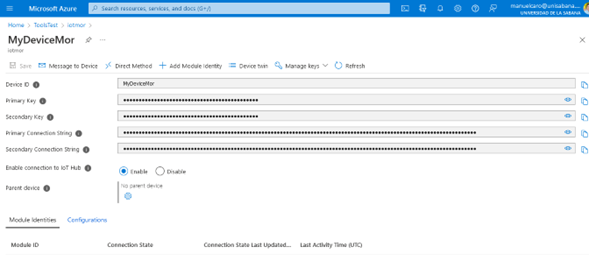 Microsoft Azure
Search resources, services, and docs (G+/)
manuelcaro@unisabana....
UNIVERSIDAD DE LA SABANA
Home > TesisTest > iotmor
MyDeviceMor
iotmor
Save Message to Device Direct Method Add Module Identity Device twin Manage keys Refresh
Device ID MyDeviceMor
Primary Key
Secondary Key
Primary Connection String
Secondary Connection String
Enable connection to IoT Hub Enable Disable
Parent device No parent device
Module Identities Configurations
Module ID Connection State Connection State Last Updated... Last Activity Time (UTC)